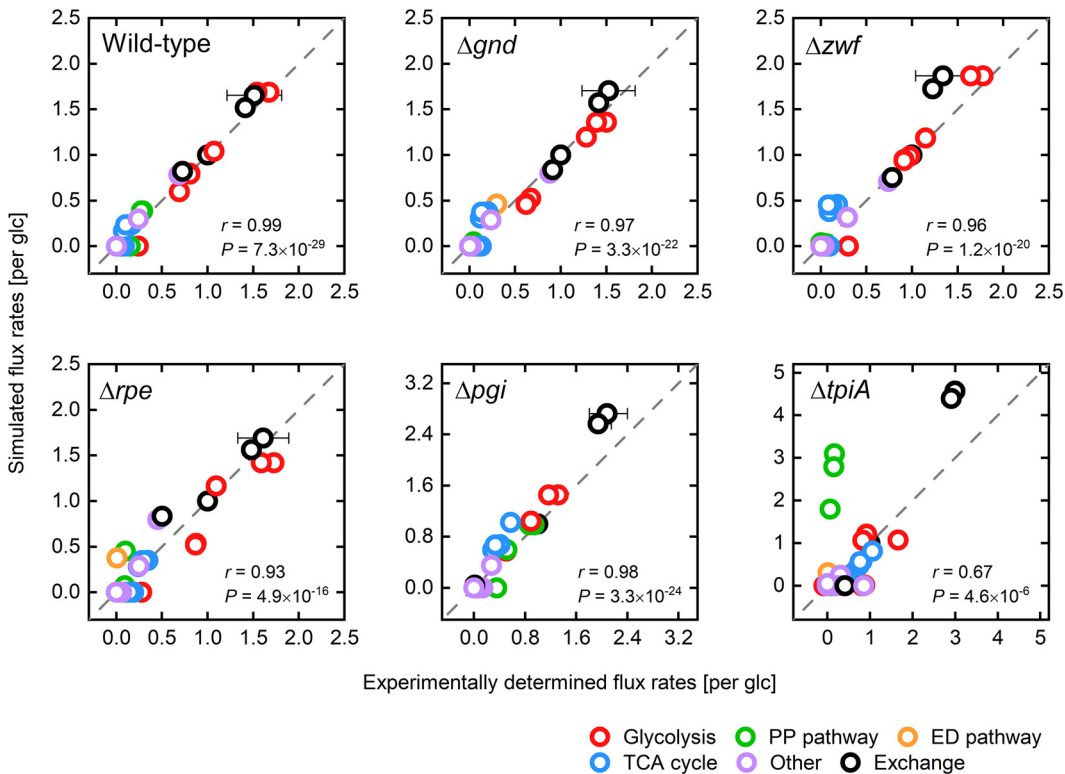 Simulated flux rates [per glc]
Wild-type
2.5
2.0
1.5
1.0
0.5
0.0
r = 0.99
P = 7.3×10⁻²⁹
0.0 0.5 1.0 1.5 2.0 2.5
Δgnd
2.5
2.0
1.5
1.0
0.5
0.0
r = 0.97
P = 3.3×10⁻²²
0.0 0.5 1.0 1.5 2.0 2.5
Δzwf
2.5
2.0
1.5
1.0
0.5
0.0
r = 0.96
P = 1.2×10⁻²⁰
0.0 0.5 1.0 1.5 2.0 2.5
Δrpe
2.5
2.0
1.5
1.0
0.5
0.0
r = 0.93
P = 4.9×10⁻¹⁶
0.0 0.5 1.0 1.5 2.0 2.5
Δpgi
3.2
2.4
1.6
0.8
0.0
r = 0.98
P = 3.3×10⁻²⁴
0.0 0.8 1.6 2.4 3.2
ΔtpiA
5
4
3
2
1
0
r = 0.67
P = 4.6×10⁻⁶
0 1 2 3 4 5
Experimentally determined flux rates [per glc]
Glycolysis PP pathway ED pathway
TCA cycle Other Exchange